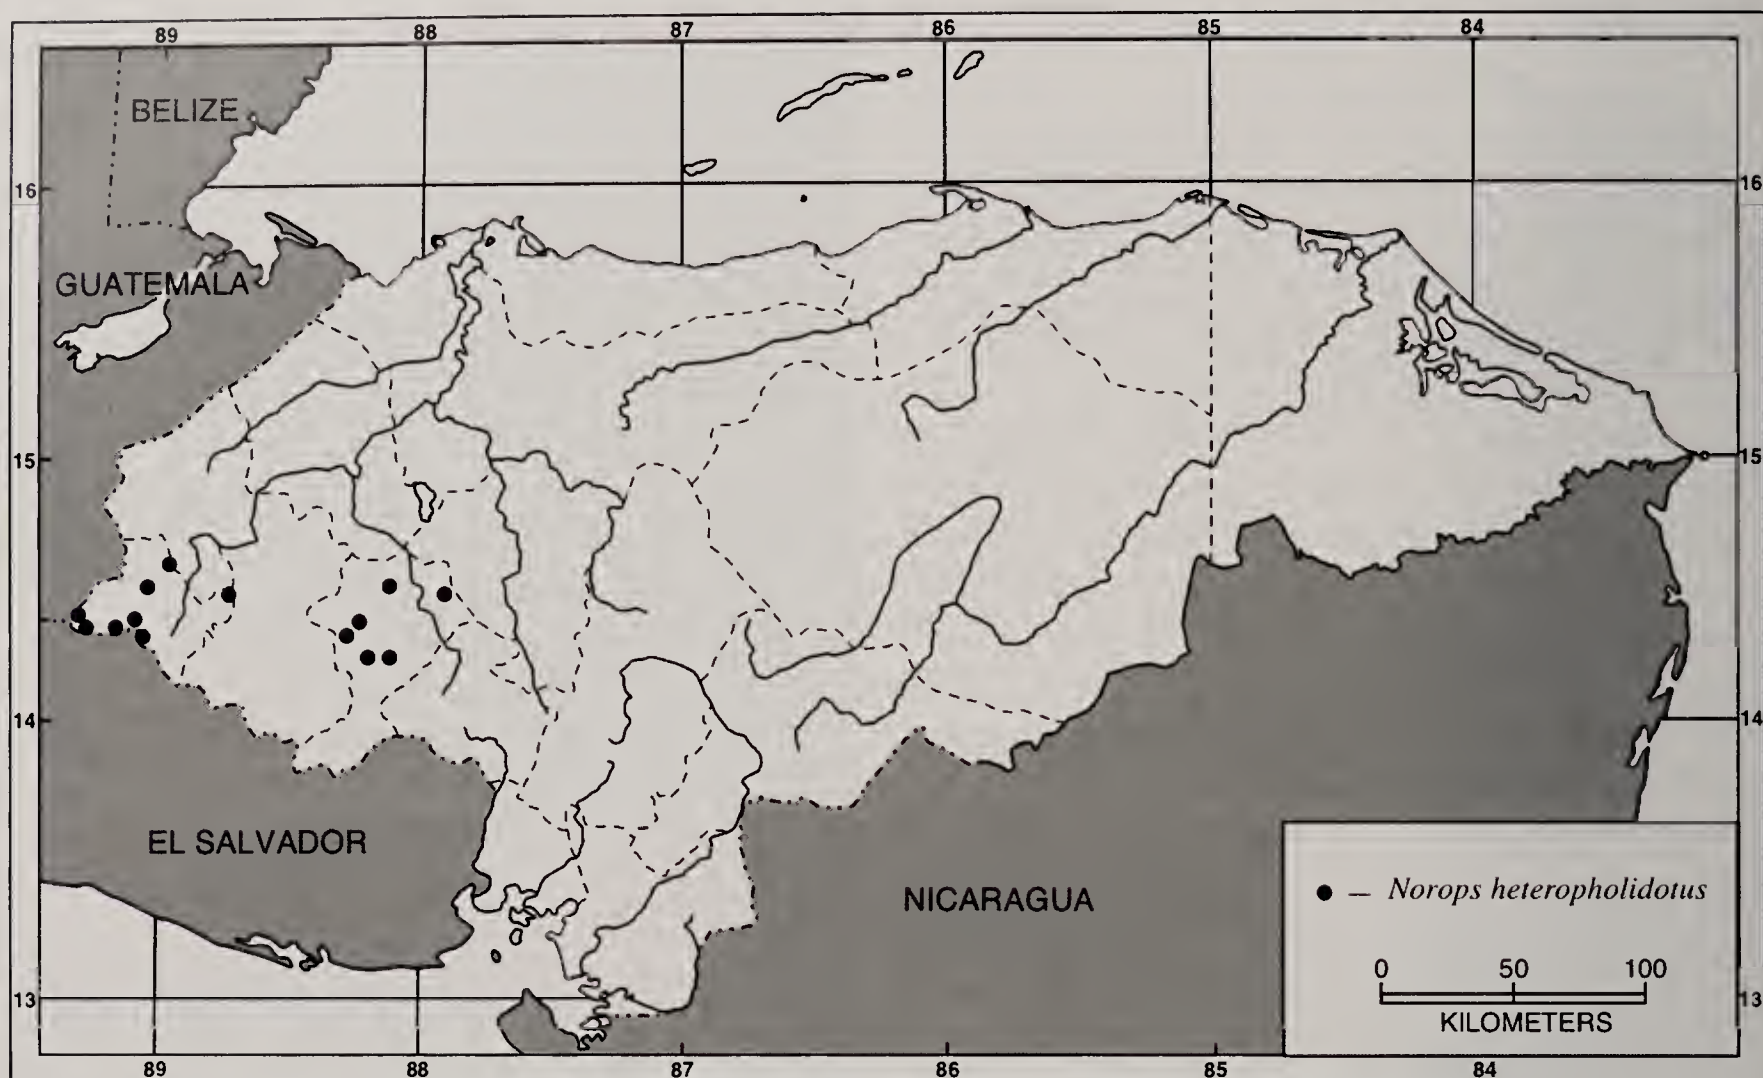 89 88 87 86 85 84
BELIZE
16 16
GUATEMALA
15 15
14 14
EL SALVADOR
NICARAGUA
● – Norops heteropholidotus
0 50 100
KILOMETERS
13 13
89 88 87 86 85 84